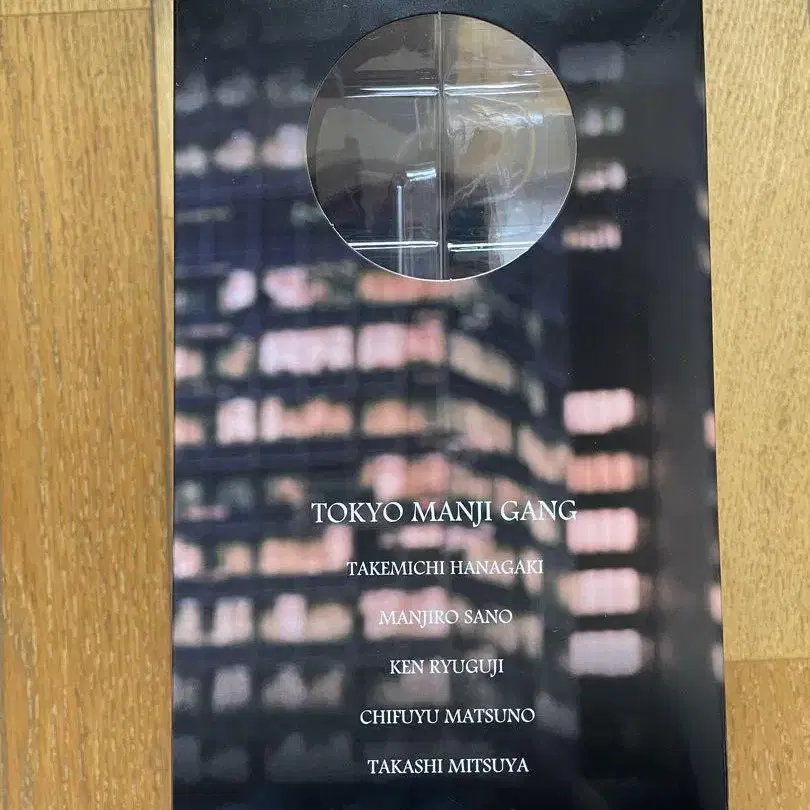 TOKYO MANJI GANG
TAKEMICHI HANAGAKI
MANJIRO SANO
KEN RYUGUJI
CHIFUYU MATSUNO
TAKASHI MITSUYA